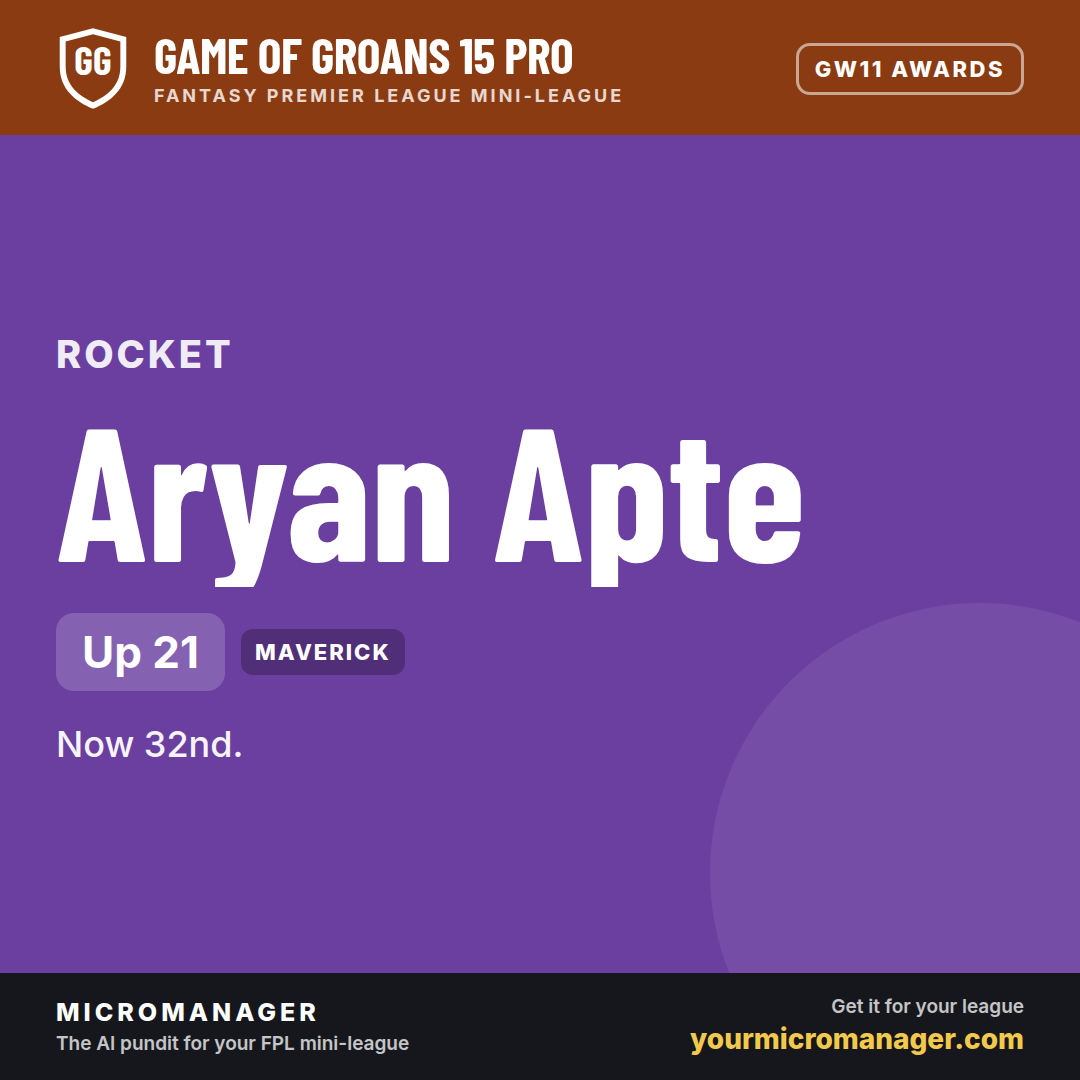 GG
GAME OF GROANS 15 PRO
FANTASY PREMIER LEAGUE MINI-LEAGUE
GW11 AWARDS
ROCKET
Aryan Apte
Up 21
MAVERICK
Now 32nd.
MICROMANAGER
The AI pundit for your FPL mini-league
Get it for your league
yourmicromanager.com